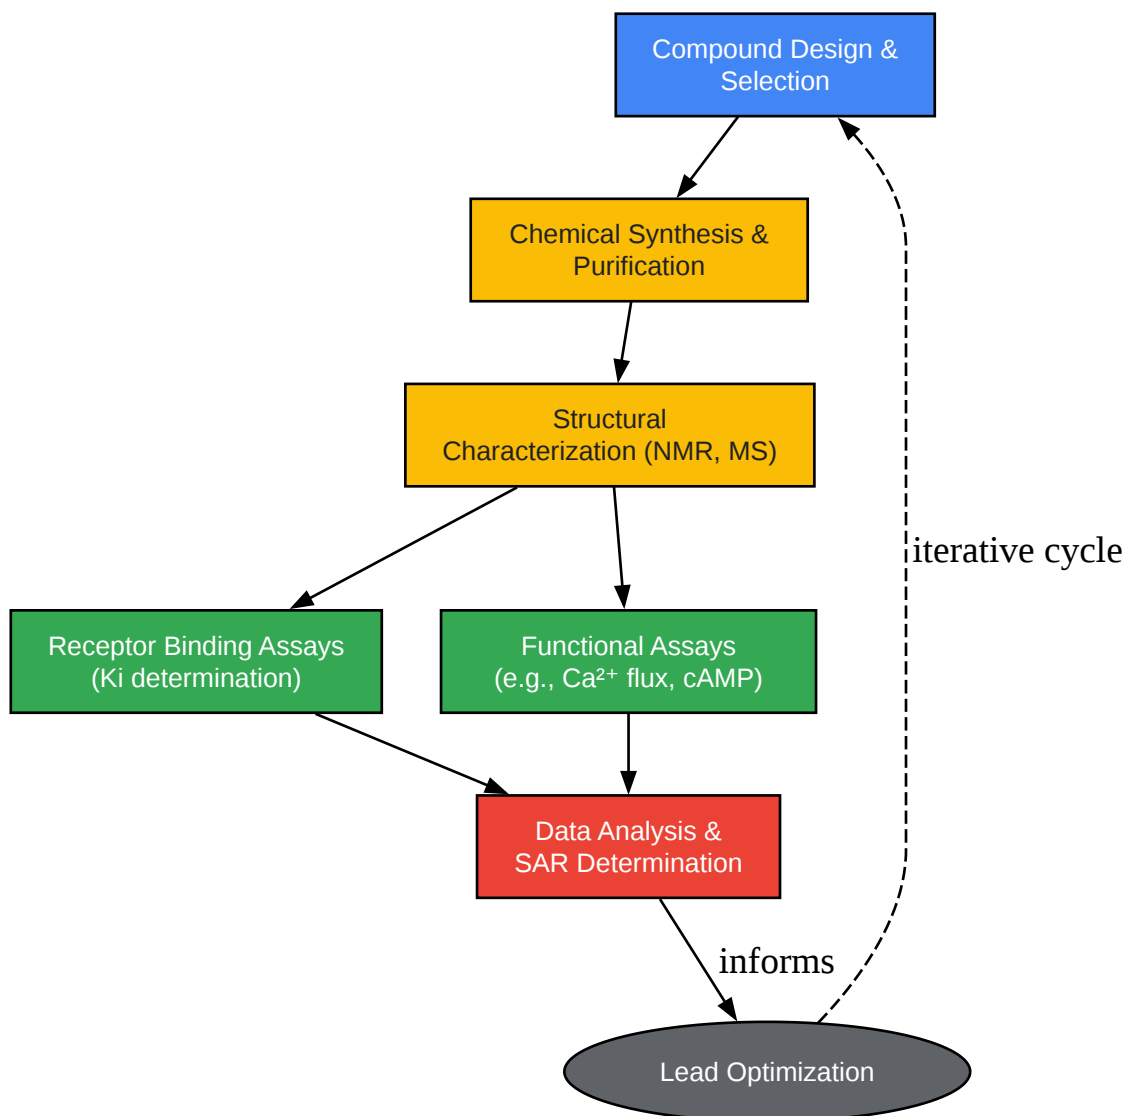 Compound Design &
Selection
Chemical Synthesis &
Purification
Structural
Characterization (NMR, MS)
iterative cycle
Receptor Binding Assays
(Ki determination)
Functional Assays
(e.g., Ca²⁺ flux, cAMP)
Data Analysis &
SAR Determination
informs
Lead Optimization